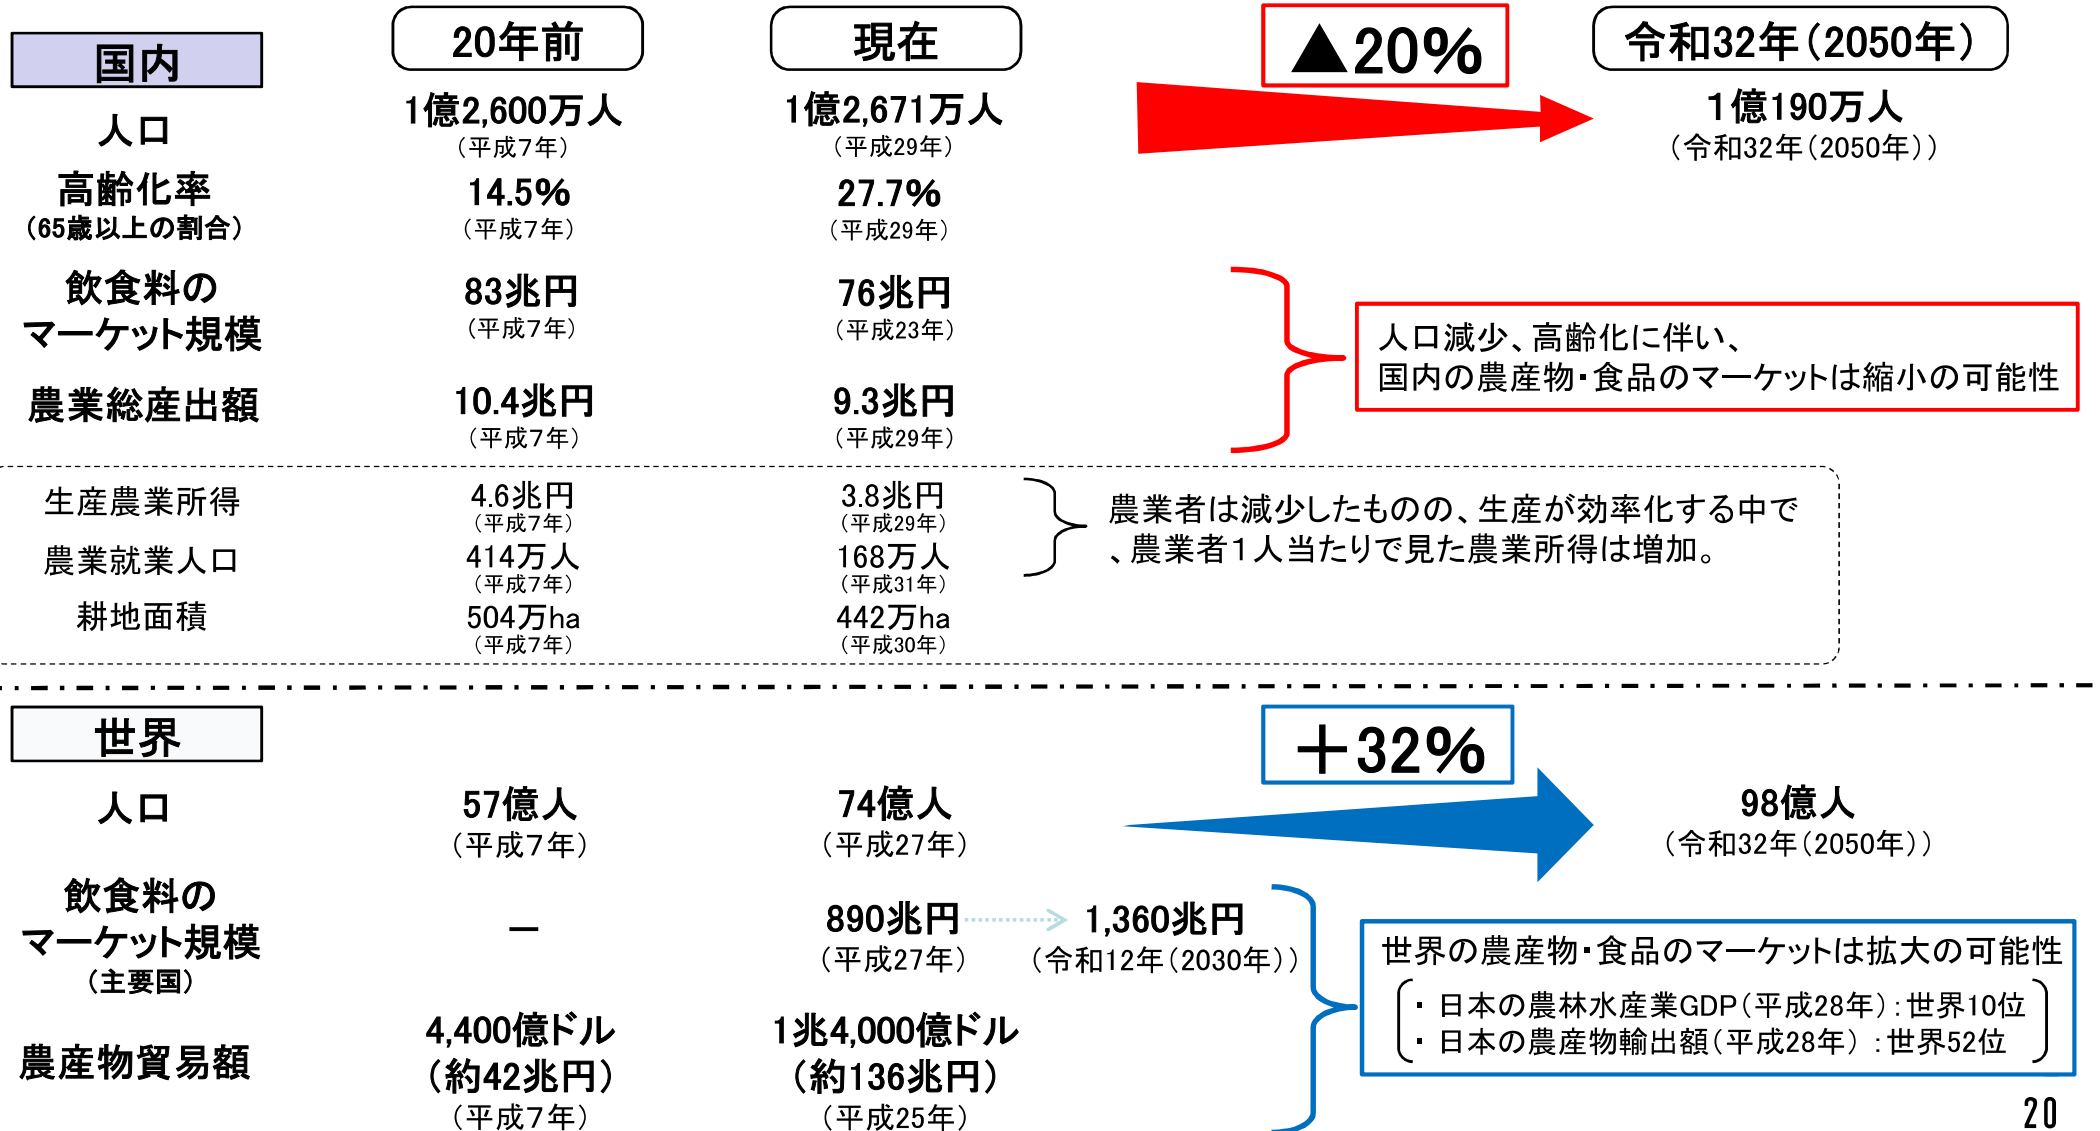 国内
20年前
現在
▲20%
令和32年(2050年)
人口
1億2,600万人
(平成7年)
1億2,671万人
(平成29年)
1億190万人
(令和32年(2050年))
高齢化率
(65歳以上の割合)
14.5%
(平成7年)
27.7%
(平成29年)
飲食料の
マーケット規模
83兆円
(平成7年)
76兆円
(平成23年)
農業総産出額
10.4兆円
(平成7年)
9.3兆円
(平成29年)
人口減少、高齢化に伴い、
国内の農産物・食品のマーケットは縮小の可能性
生産農業所得
4.6兆円
(平成7年)
3.8兆円
(平成29年)
農業就業人口
414万人
(平成7年)
168万人
(平成31年)
農業者は減少したものの、生産が効率化する中で
、農業者1人当たりで見た農業所得は増加。
耕地面積
504万ha
(平成7年)
442万ha
(平成30年)
世界
+32%
人口
57億人
(平成7年)
74億人
(平成27年)
98億人
(令和32年(2050年))
飲食料の
マーケット規模
(主要国)
—
890兆円
(平成27年)
1,360兆円
(令和12年(2030年))
農産物貿易額
4,400億ドル
(約42兆円)
(平成7年)
1兆4,000億ドル
(約136兆円)
(平成25年)
世界の農産物・食品のマーケットは拡大の可能性
・日本の農林水産業GDP(平成28年):世界10位
・日本の農産物輸出額(平成28年):世界52位
20